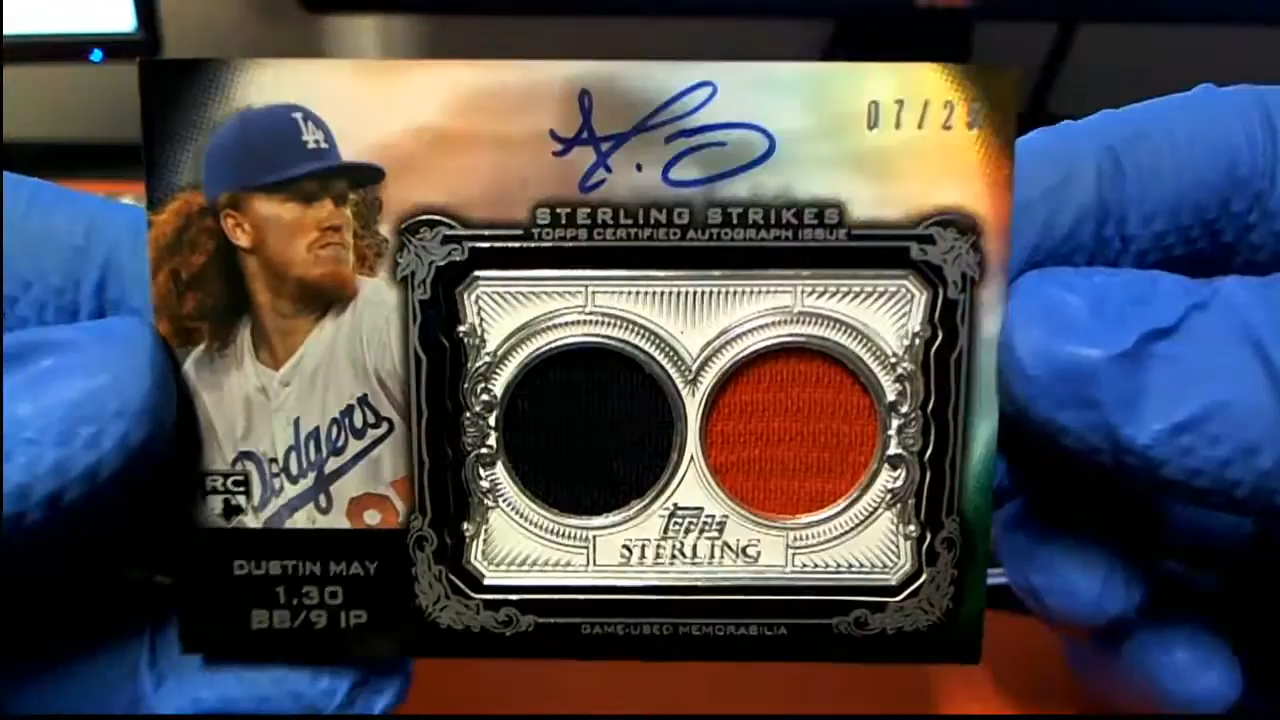 LA
07/25
STERLING STRIKES
TOPPS CERTIFIED AUTOGRAPH ISSUE
Dodgers
RC
Topps
STERLING
DUSTIN MAY
1.30
BB/9 IP
GAME-USED MEMORABILIA